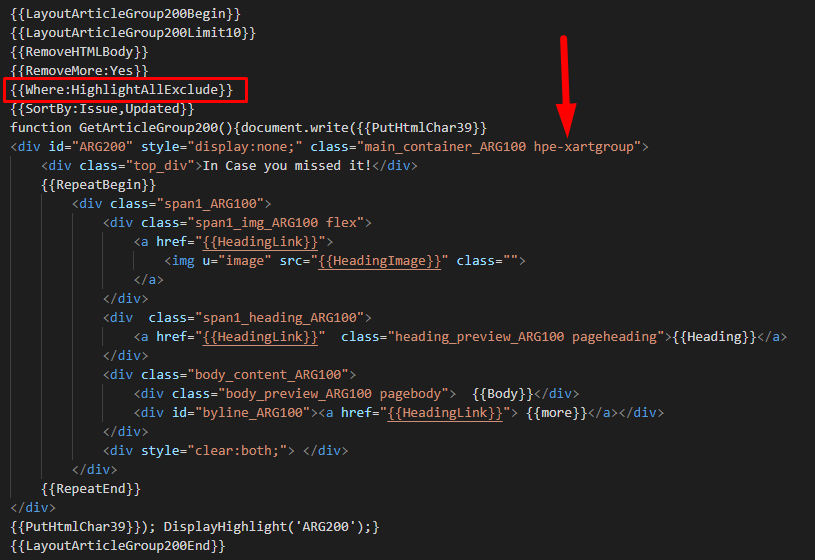 {{LayoutArticleGroup200Begin}}
{{LayoutArticleGroup200Limit10}}
{{RemoveHTMLBody}}
{{RemoveMore:Yes}}
{{Where:HighlightAllExclude}}
{{SortBy:Issue,Updated}}
function GetArticleGroup200(){document.write({{PutHtmlChar39}}
<div id="ARG200" style="display:none;" class="main_container_ARG100 hpe-xartgroup">
<div class="top_div">In Case you missed it!</div>
{{RepeatBegin}}
<div class="span1_ARG100">
<div class="span1_img_ARG100 flex">
<a href="{{HeadingLink}}">
<img u="image" src="{{HeadingImage}}" class="">
</a>
</div>
<div  class="span1_heading_ARG100">
<a href="{{HeadingLink}}"  class="heading_preview_ARG100 pageheading">{{Heading}}</a>
</div>
<div class="body_content_ARG100">
<div class="body_preview_ARG100 pagebody">  {{Body}}</div>
<div id="byline_ARG100"><a href="{{HeadingLink}}"> {{more}}</a></div>
</div>
<div style="clear:both;"> </div>
</div>
{{RepeatEnd}}
</div>
{{PutHtmlChar39}}); DisplayHighlight('ARG200');}
{{LayoutArticleGroup200End}}